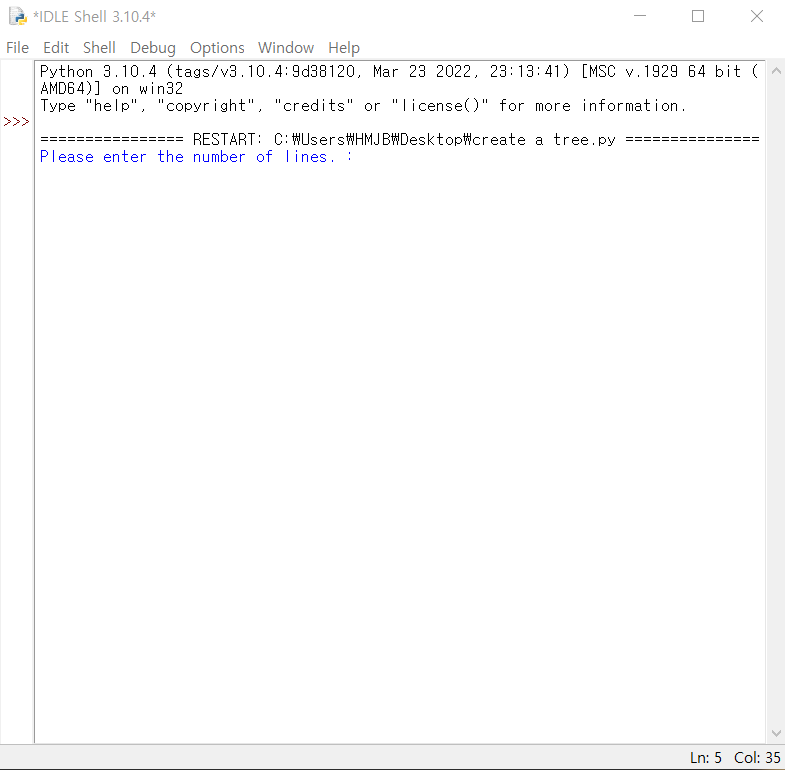 *IDLE Shell 3.10.4*
File Edit Shell Debug Options Window Help
Python 3.10.4 (tags/v3.10.4:9d38120, Mar 23 2022, 23:13:41) [MSC v.1929 64 bit (
AMD64)] on win32
Type "help", "copyright", "credits" or "license()" for more information.
>>>
================ RESTART: C:₩Users₩HMJB₩Desktop₩create a tree.py ===============
Please enter the number of lines. :
Ln: 5 Col: 35